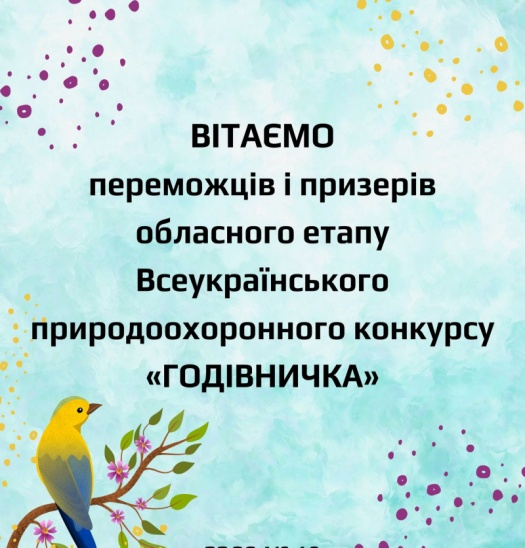 ВІТАЄМО
переможців і призерів
обласного етапу
Всеукраїнського
природоохоронного конкурсу
«ГОДІВНИЧКА»